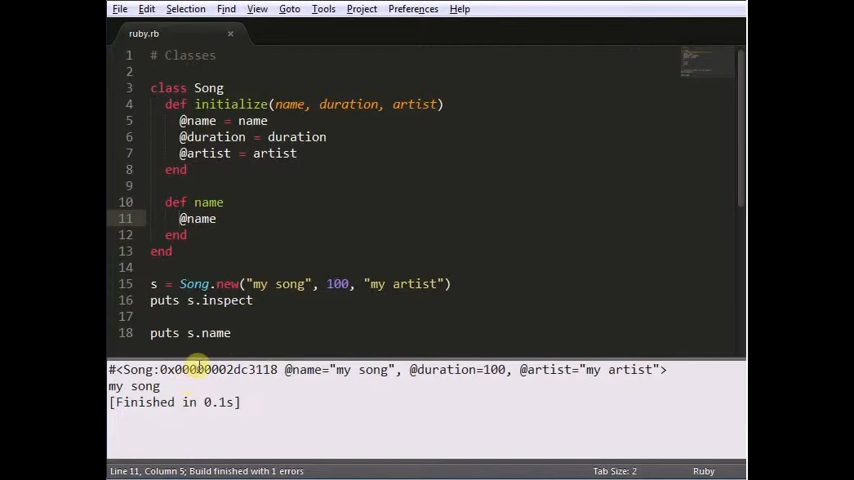 File Edit Selection Find View Goto Tools Project Preferences Help
ruby.rb ×
1 # Classes
2
3 class Song
4 def initialize(name, duration, artist)
5 @name = name
6 @duration = duration
7 @artist = artist
8 end
9
10 def name
11 @name
12 end
13 end
14
15 s = Song.new("my song", 100, "my artist")
16 puts s.inspect
17
18 puts s.name
#<Song:0x00000002dc3118 @name="my song", @duration=100, @artist="my artist">
my song
[Finished in 0.1s]
Line 11, Column 5; Build finished with 1 errors Tab Size: 2 Ruby